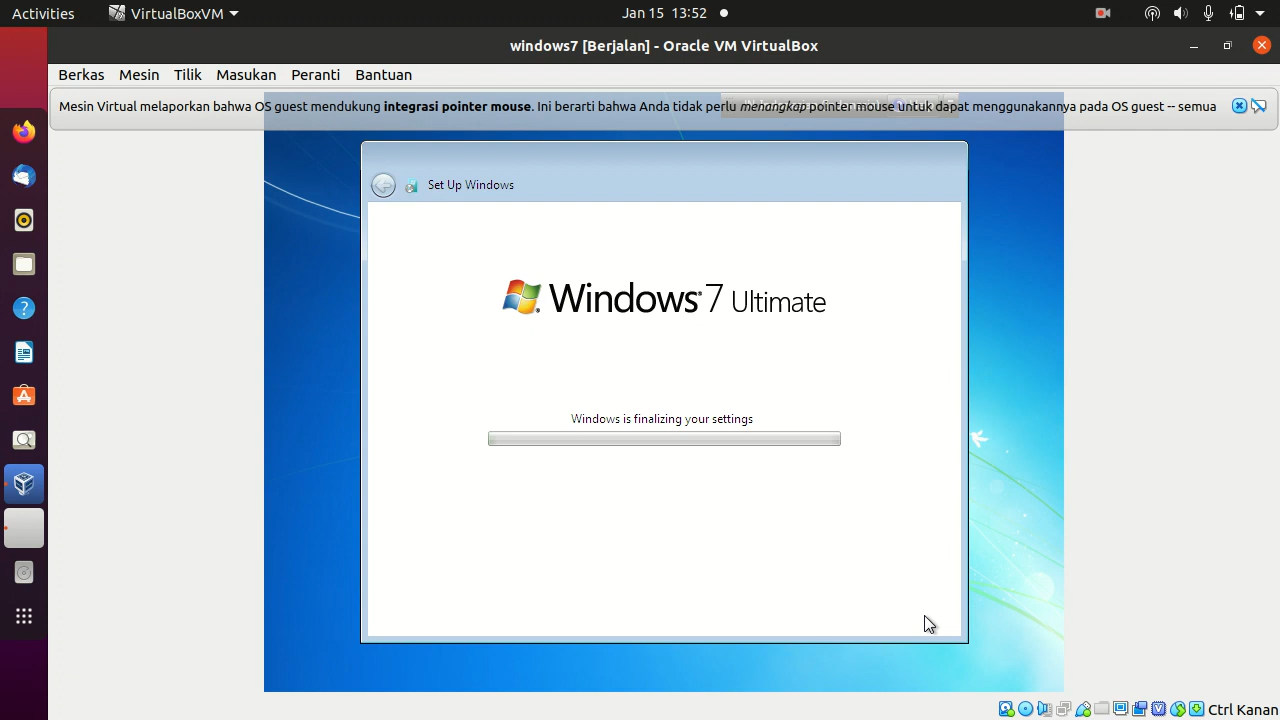 Activities VirtualBoxVM Jan 15 13:52
windows7 [Berjalan] - Oracle VM VirtualBox
Berkas Mesin Tilik Masukan Peranti Bantuan
Mesin Virtual melaporkan bahwa OS guest mendukung integrasi pointer mouse. Ini berarti bahwa Anda tidak perlu menangkap pointer mouse untuk dapat menggunakannya pada OS guest -- semua
Set Up Windows
Windows 7 Ultimate
Windows is finalizing your settings
Ctrl Kanan